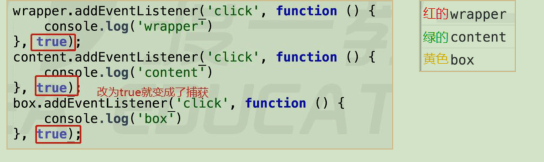 wrapper.addEventListener('click', function () {
    console.log('wrapper')
}, true);
content.addEventListener('click', function () {
    console.log('content')
}, true);
改为true就变成了捕获
box.addEventListener('click', function () {
    console.log('box')
}, true);
红的wrapper
绿的content
黄色box